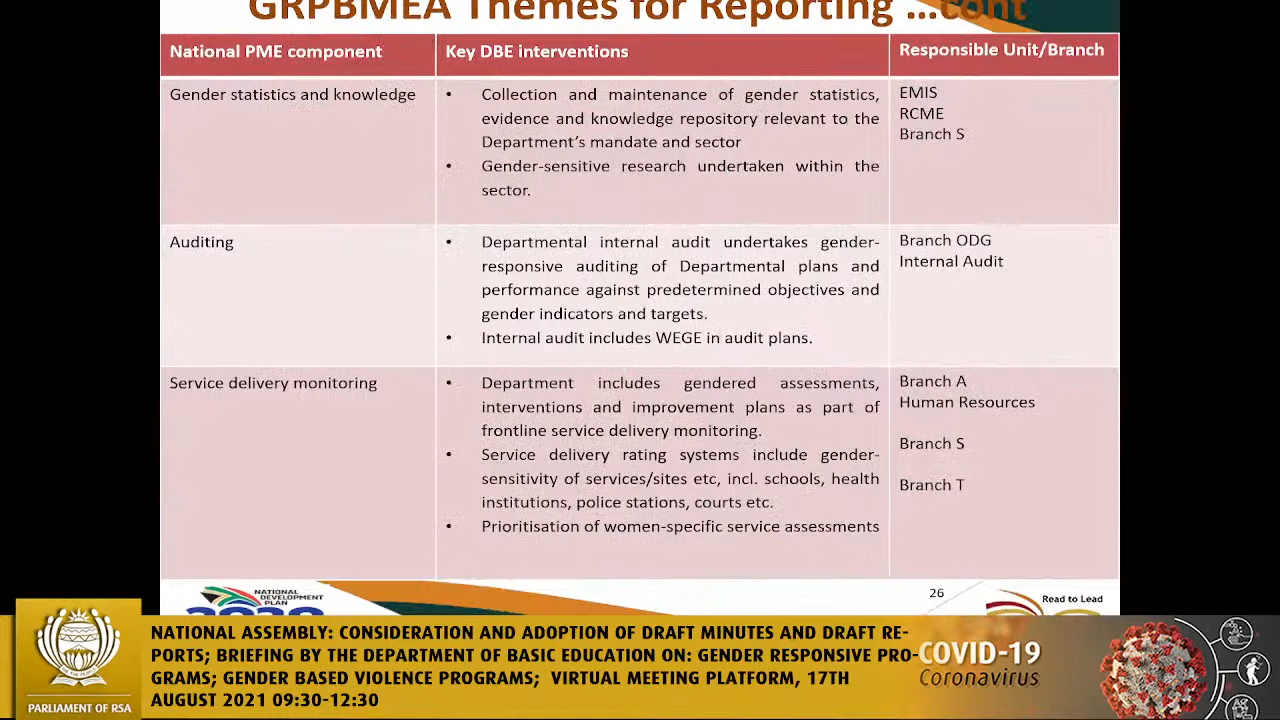 GRPBMEA Themes for Reporting ...cont
National PME component
Key DBE interventions
Responsible Unit/Branch
Gender statistics and knowledge
• Collection and maintenance of gender statistics,
evidence and knowledge repository relevant to the
Department's mandate and sector
• Gender-sensitive research undertaken within the
sector.
EMIS
RCME
Branch S
Auditing
• Departmental internal audit undertakes gender-
responsive auditing of Departmental plans and
performance against predetermined objectives and
gender indicators and targets.
• Internal audit includes WEGE in audit plans.
Branch ODG
Internal Audit
Service delivery monitoring
• Department includes gendered assessments,
interventions and improvement plans as part of
frontline service delivery monitoring.
• Service delivery rating systems include gender-
sensitivity of services/sites etc, incl. schools, health
institutions, police stations, courts etc.
• Prioritisation of women-specific service assessments
Branch A
Human Resources
Branch S
Branch T
NATIONAL
DEVELOPMENT
PLAN
2030
26
Read to Lead
PARLIAMENT OF RSA
NATIONAL ASSEMBLY: CONSIDERATION AND ADOPTION OF DRAFT MINUTES AND DRAFT RE-
PORTS; BRIEFING BY THE DEPARTMENT OF BASIC EDUCATION ON: GENDER RESPONSIVE PRO-
GRAMS; GENDER BASED VIOLENCE PROGRAMS; VIRTUAL MEETING PLATFORM, 17TH
AUGUST 2021 09:30-12:30
COVID-19
Coronavirus